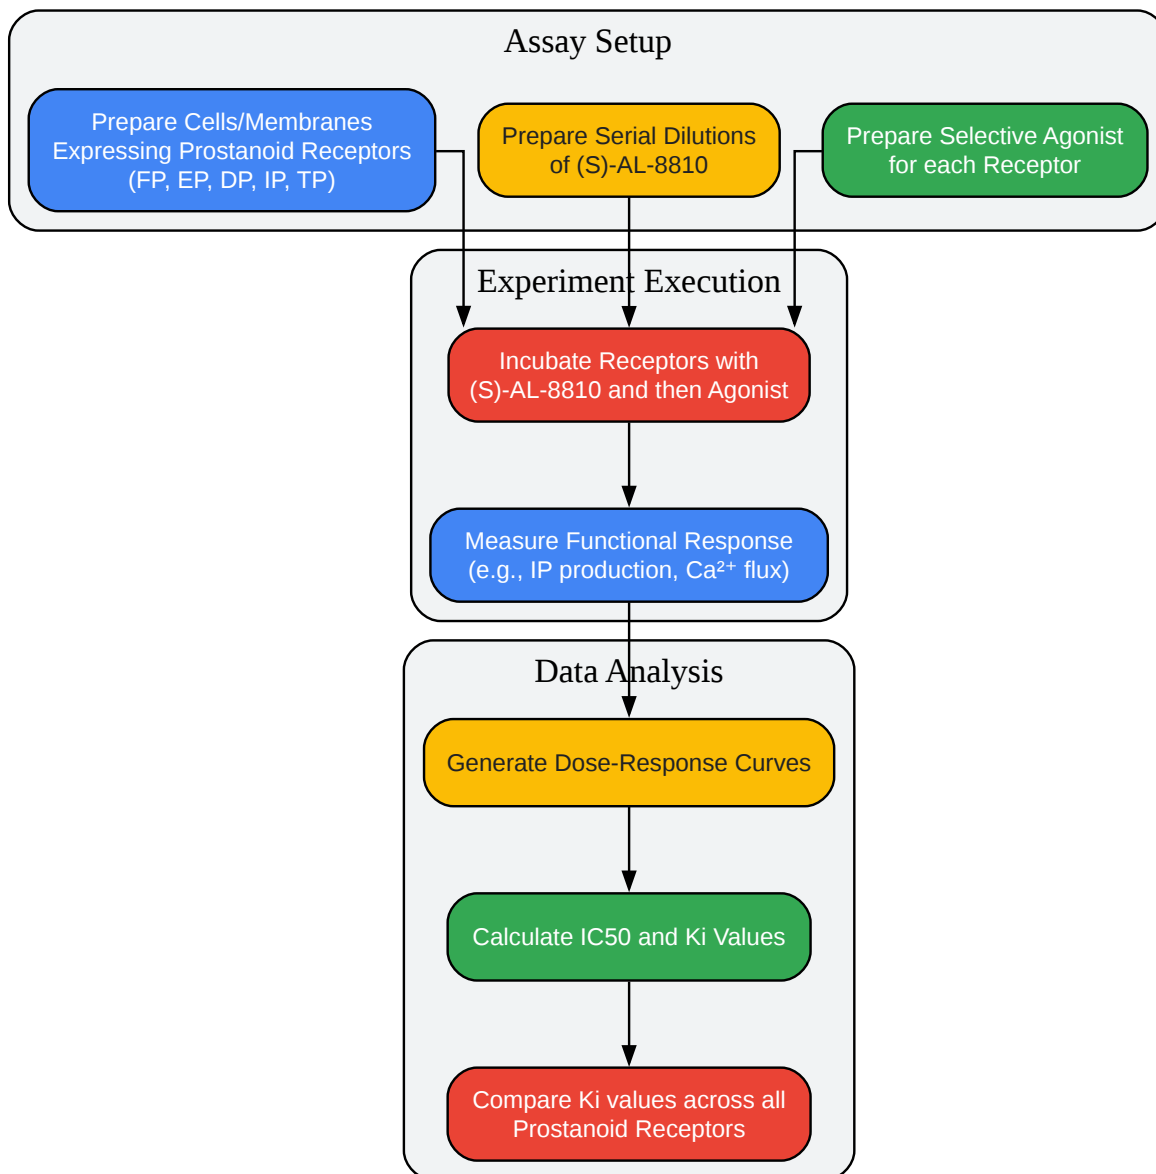 Assay Setup
Prepare Cells/Membranes
Expressing Prostanoid Receptors
(FP, EP, DP, IP, TP)
Prepare Serial Dilutions
of (S)-AL-8810
Prepare Selective Agonist
for each Receptor
Experiment Execution
Incubate Receptors with
(S)-AL-8810 and then Agonist
Measure Functional Response
(e.g., IP production, Ca²⁺ flux)
Data Analysis
Generate Dose-Response Curves
Calculate IC50 and Ki Values
Compare Ki values across all
Prostanoid Receptors